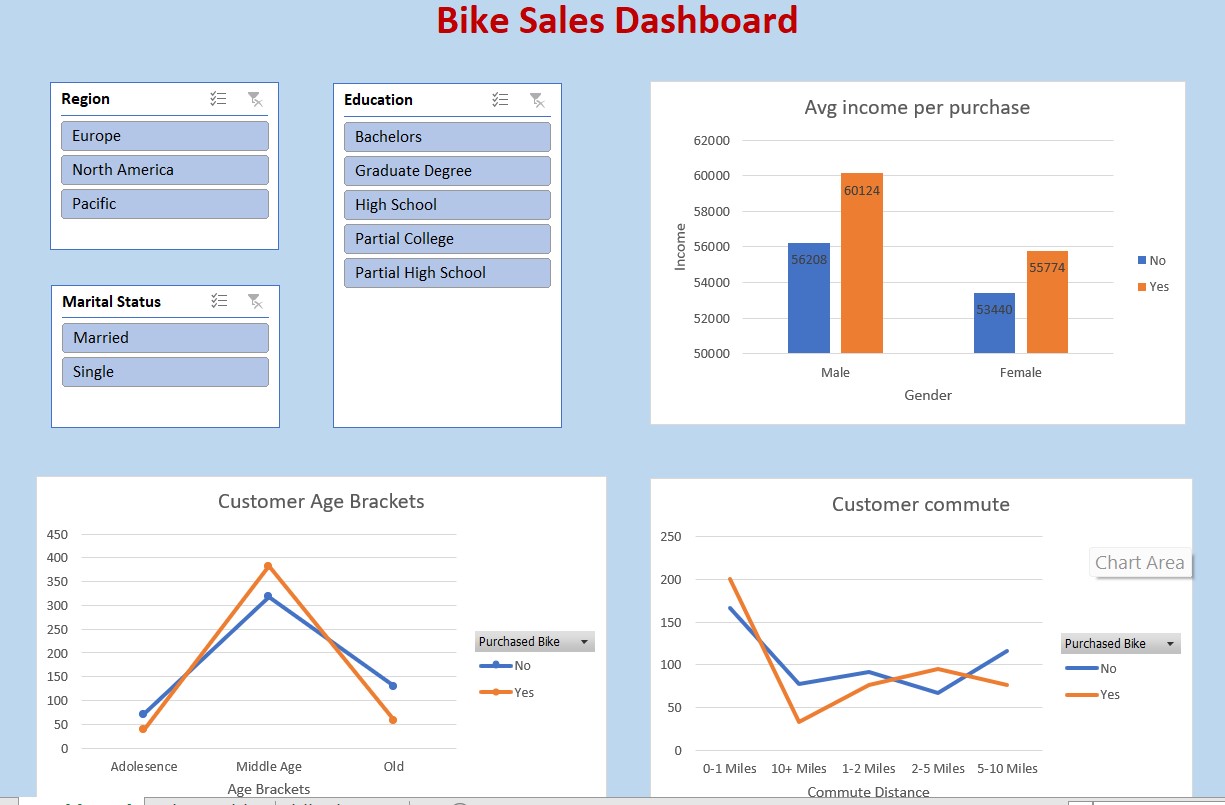 Bike Sales Dashboard
Region
Europe
North America
Pacific
Education
Bachelors
Graduate Degree
High School
Partial College
Partial High School
Marital Status
Married
Single
Avg income per purchase
62000
60000
58000
56000
54000
52000
50000
Income
56208
60124
53440
55774
Male
Female
Gender
No
Yes
Customer Age Brackets
450
400
350
300
250
200
150
100
50
0
Adolesence
Middle Age
Old
Age Brackets
Purchased Bike
No
Yes
Customer commute
250
200
150
100
50
0
0-1 Miles
10+ Miles
1-2 Miles
2-5 Miles
5-10 Miles
Commute Distance
Chart Area
Purchased Bike
No
Yes